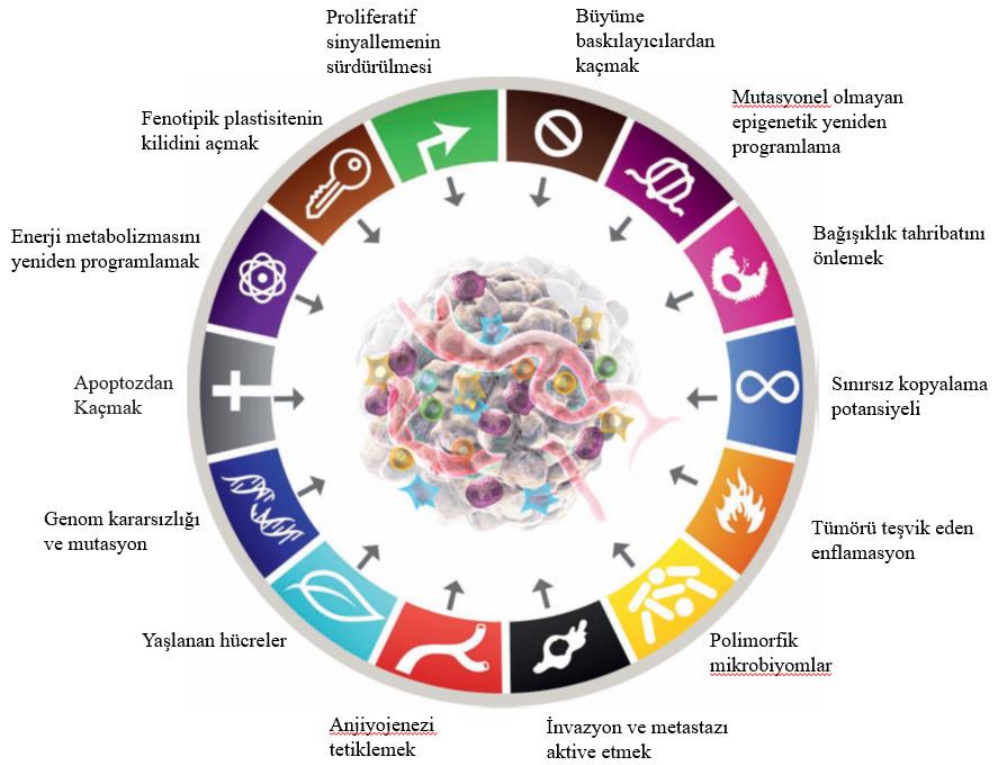 Proliferatif
sinyallemenin
sürdürülmesi
Büyüme
baskılayıcılardan
kaçmak
Mutasyonel olmayan
epigenetik yeniden
programlama
Bağışıklık tahribatını
önlemek
Sınırsız kopyalama
potansiyeli
Tümörü teşvik eden
enflamasyon
Polimorfik
mikrobiyomlar
İnvazyon ve metastazı
aktive etmek
Anjiyojenezi
tetiklemek
Yaşlanan hücreler
Genom kararsızlığı
ve mutasyon
Apoptozdan
Kaçmak
Enerji metabolizmasını
yeniden programlamak
Fenotipik plastisitenin
kilidini açmak